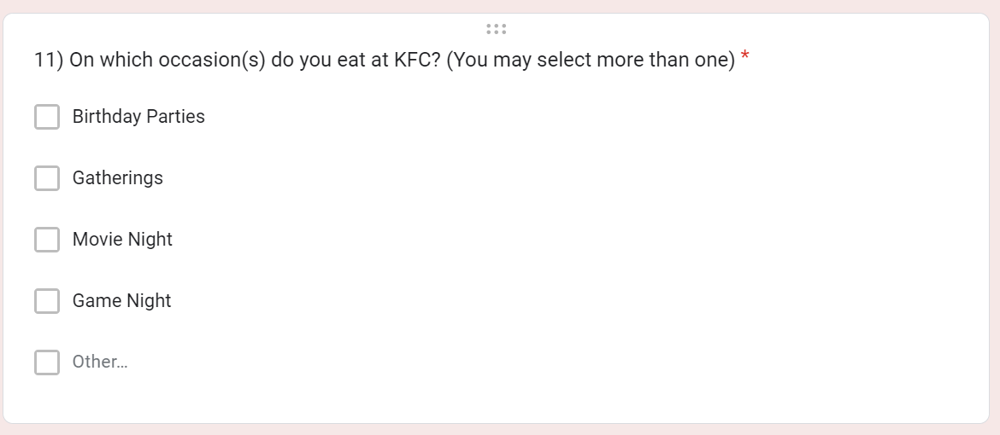 11) On which occasion(s) do you eat at KFC? (You may select more than one) *
Birthday Parties
Gatherings
Movie Night
Game Night
Other...